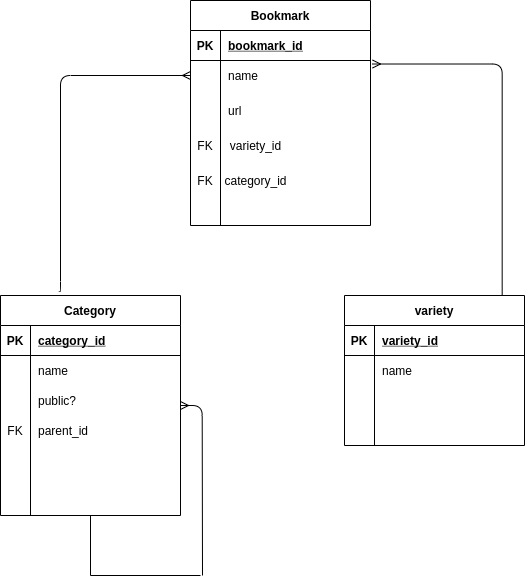 Bookmark
PK bookmark_id
name
url
FK variety_id
FK category_id
Category
PK category_id
name
public?
FK parent_id
variety
PK variety_id
name